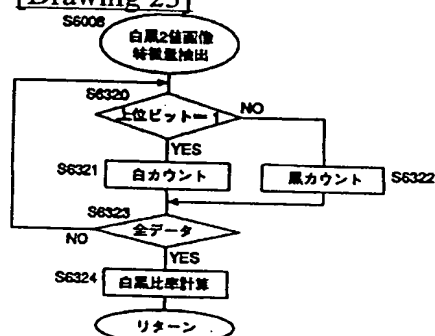 [Drawing 25]
S6006
白黒2値画像
特徴量抽出
S6320
上位ビット=1
NO
YES
S6321
白カウント
黒カウント
S6322
S6323
全データ
NO
YES
S6324
白黒比率計算
リターン